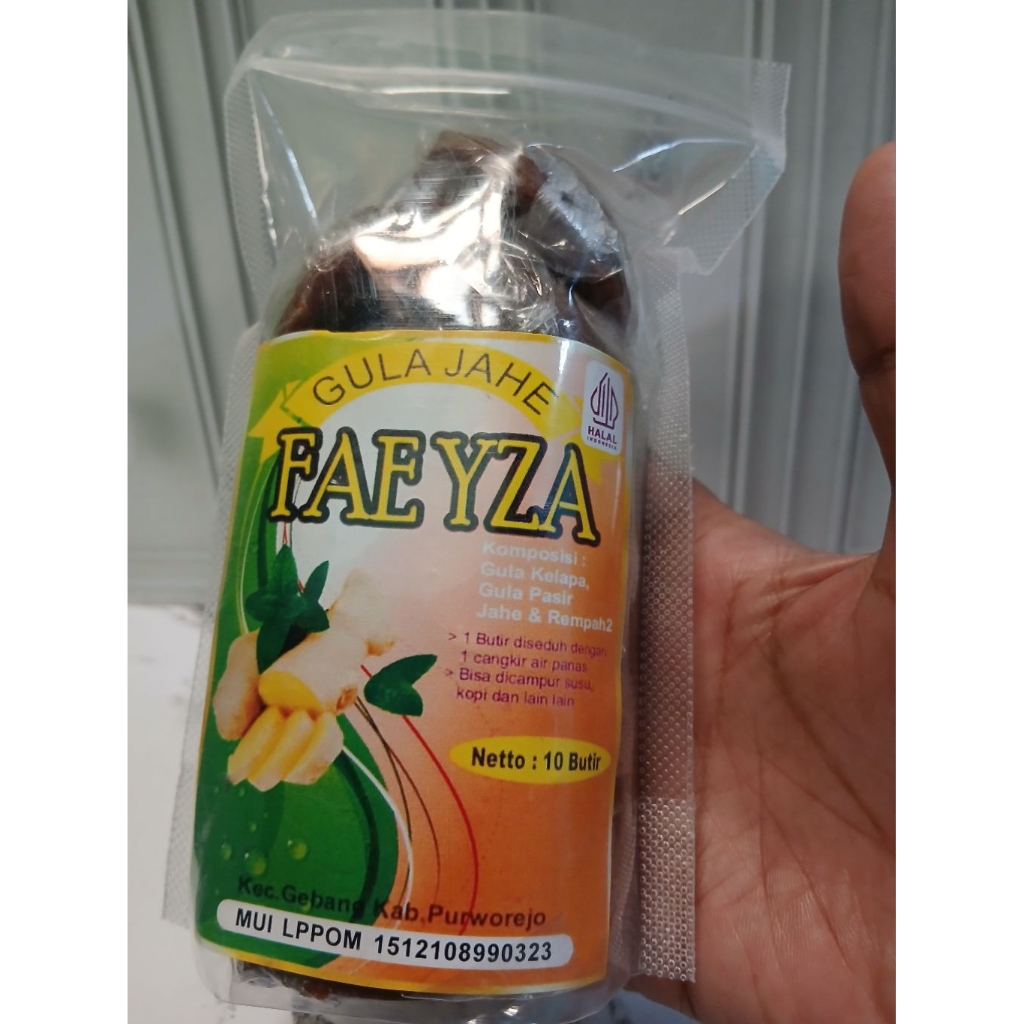 GULA JAHE
HALAL
INDONESIA
FAEYZA
Komposisi :
Gula Kelapa,
Gula Pasir
Jahe & Rempah2
> 1 Butir diseduh dengan
1 cangkir air panas
> Bisa dicampur susu,
kopi dan lain lain
Netto : 10 Butir
Kec.Gebang Kab.Purworejo
MUI LPPOM 1512108990323